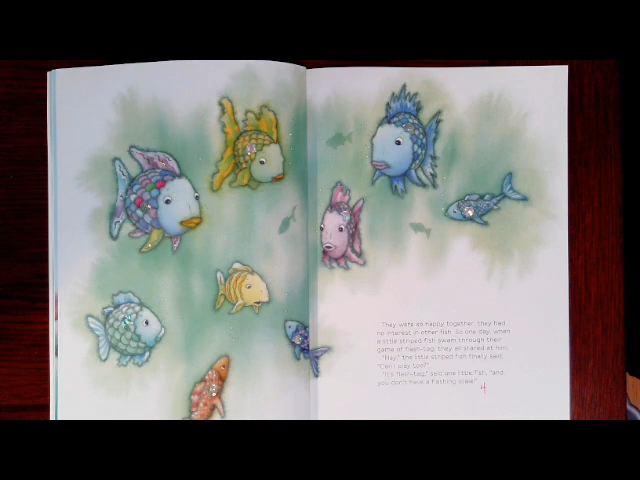 They were so happy together, they had
no interest in other fish. So one day, when
a little striped fish swam through their
game of flash-tag, they all stared at him.
"Hey," the little striped fish finally said.
"Can I play too?"
"It's flash-tag," said one little fish, "and
you don't have a flashing scale."
4